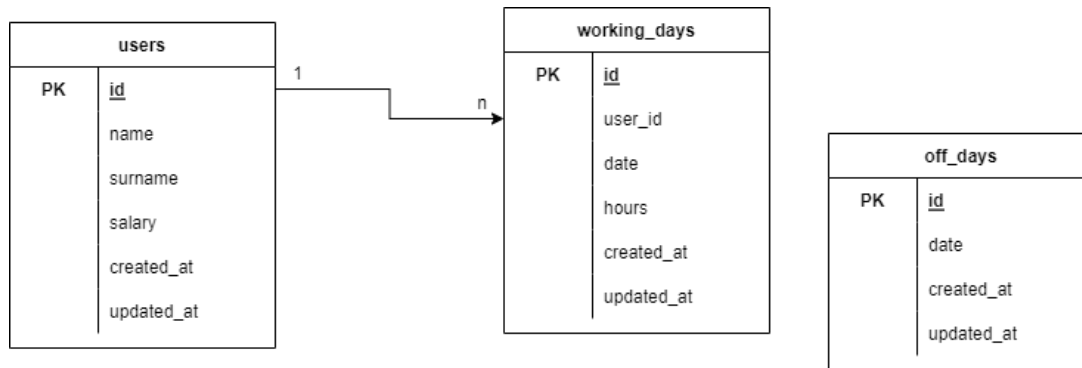 users
PK id
name
surname
salary
created_at
updated_at
1
n
working_days
PK id
user_id
date
hours
created_at
updated_at
off_days
PK id
date
created_at
updated_at